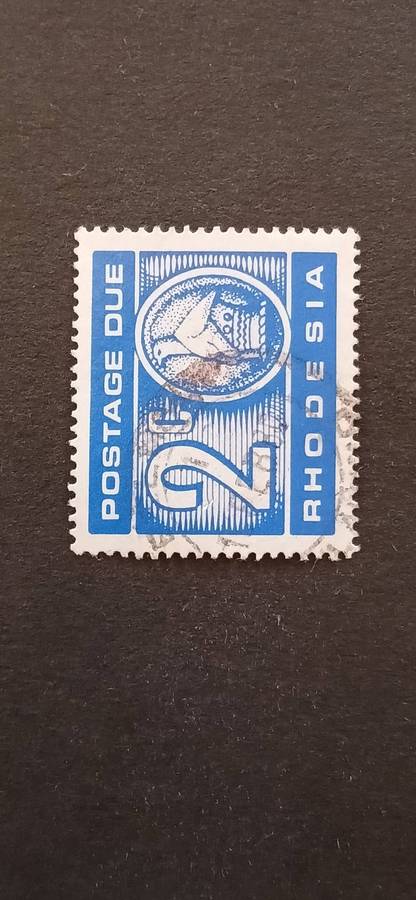 POSTAGE DUE
2c
RHODESIA